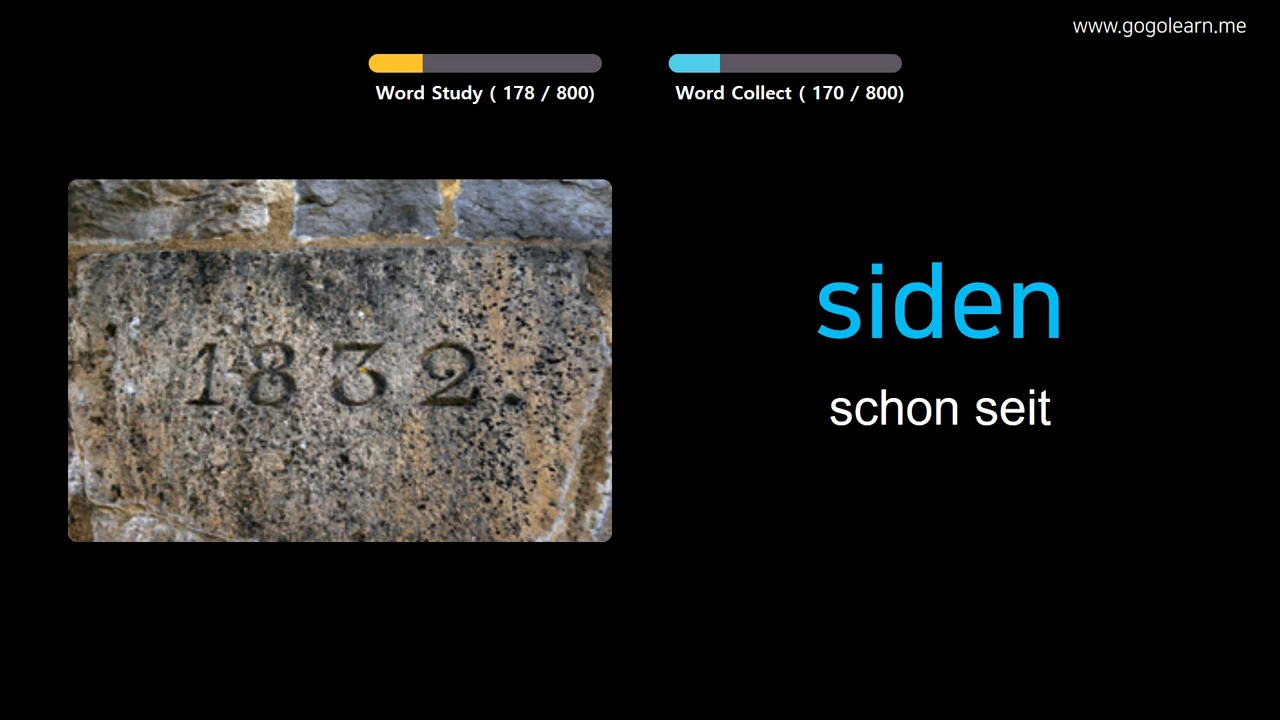 www.gogolearn.me
Word Study ( 178 / 800)
Word Collect ( 170 / 800)
1832.
siden
schon seit